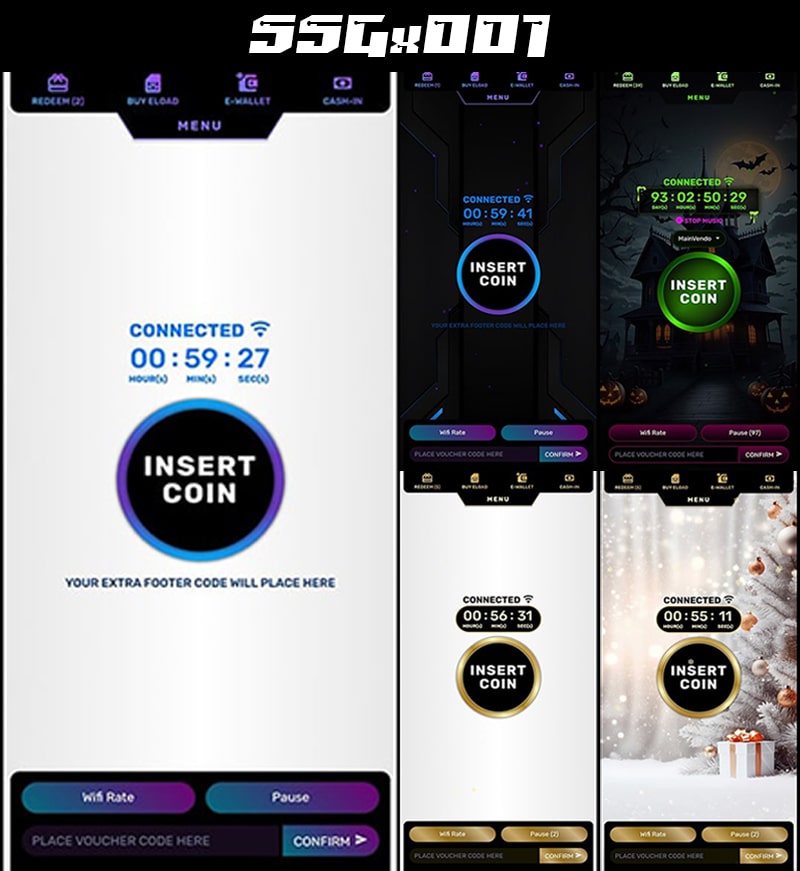 SSGx001
REDEEM (2) BUY ELOAD E-WALLET CASH-IN
MENU
CONNECTED
00 : 59 : 27
HOUR(s) MIN(s) SEC(s)
INSERT
COIN
YOUR EXTRA FOOTER CODE WILL PLACE HERE
Wifi Rate Pause
PLACE VOUCHER CODE HERE CONFIRM
REDEEM (1) BUY ELOAD E-WALLET CASH-IN
MENU
CONNECTED
00 : 59 : 41
HOUR(s) MIN(s) SEC(s)
INSERT
COIN
YOUR EXTRA FOOTER CODE WILL PLACE HERE
Wifi Rate Pause
PLACE VOUCHER CODE HERE CONFIRM
REDEEM (39) BUY ELOAD E-WALLET CASH-IN
MENU
CONNECTED
93 : 02 : 50 : 29
DAY(s) HOUR(s) MIN(s) SEC(s)
STOP MUSIC
MainVendo
INSERT
COIN
Wifi Rate Pause (97)
PLACE VOUCHER CODE HERE CONFIRM
REDEEM (5) BUY ELOAD E-WALLET CASH-IN
MENU
CONNECTED
00 : 56 : 31
HOUR(s) MIN(s) SEC(s)
INSERT
COIN
Wifi Rate Pause (2)
PLACE VOUCHER CODE HERE CONFIRM
REDEEM (5) BUY ELOAD E-WALLET CASH-IN
MENU
CONNECTED
00 : 55 : 11
HOUR(s) MIN(s) SEC(s)
INSERT
COIN
Wifi Rate Pause (2)
PLACE VOUCHER CODE HERE CONFIRM